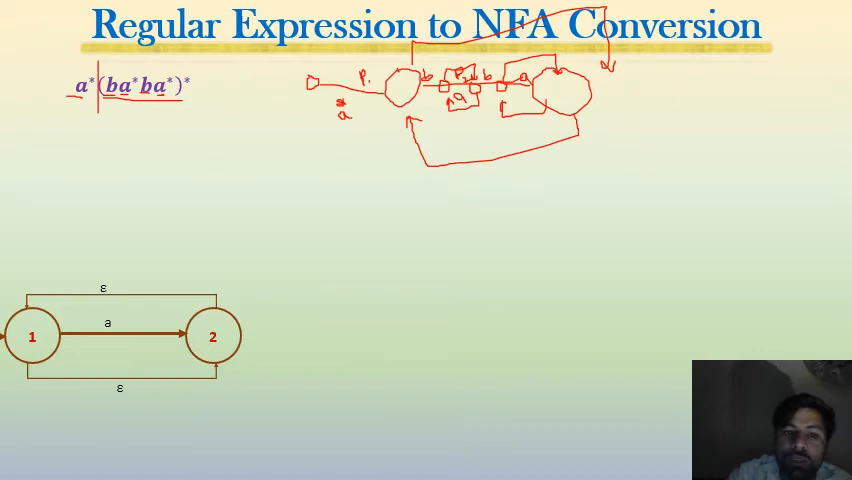 Regular Expression to NFA Conversion
a*(ba*ba*)*
b b a
a
a
ε
a
1 2
ε